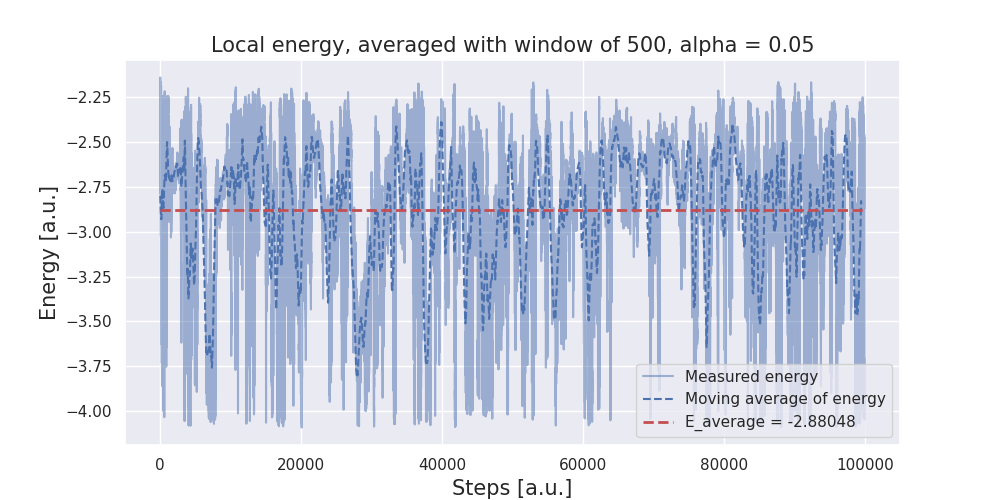 Local energy, averaged with window of 500, alpha = 0.05
Energy [a.u.]
−2.25
−2.50
−2.75
−3.00
−3.25
−3.50
−3.75
−4.00
Measured energy
Moving average of energy
E_average = -2.88048
0 20000 40000 60000 80000 100000
Steps [a.u.]